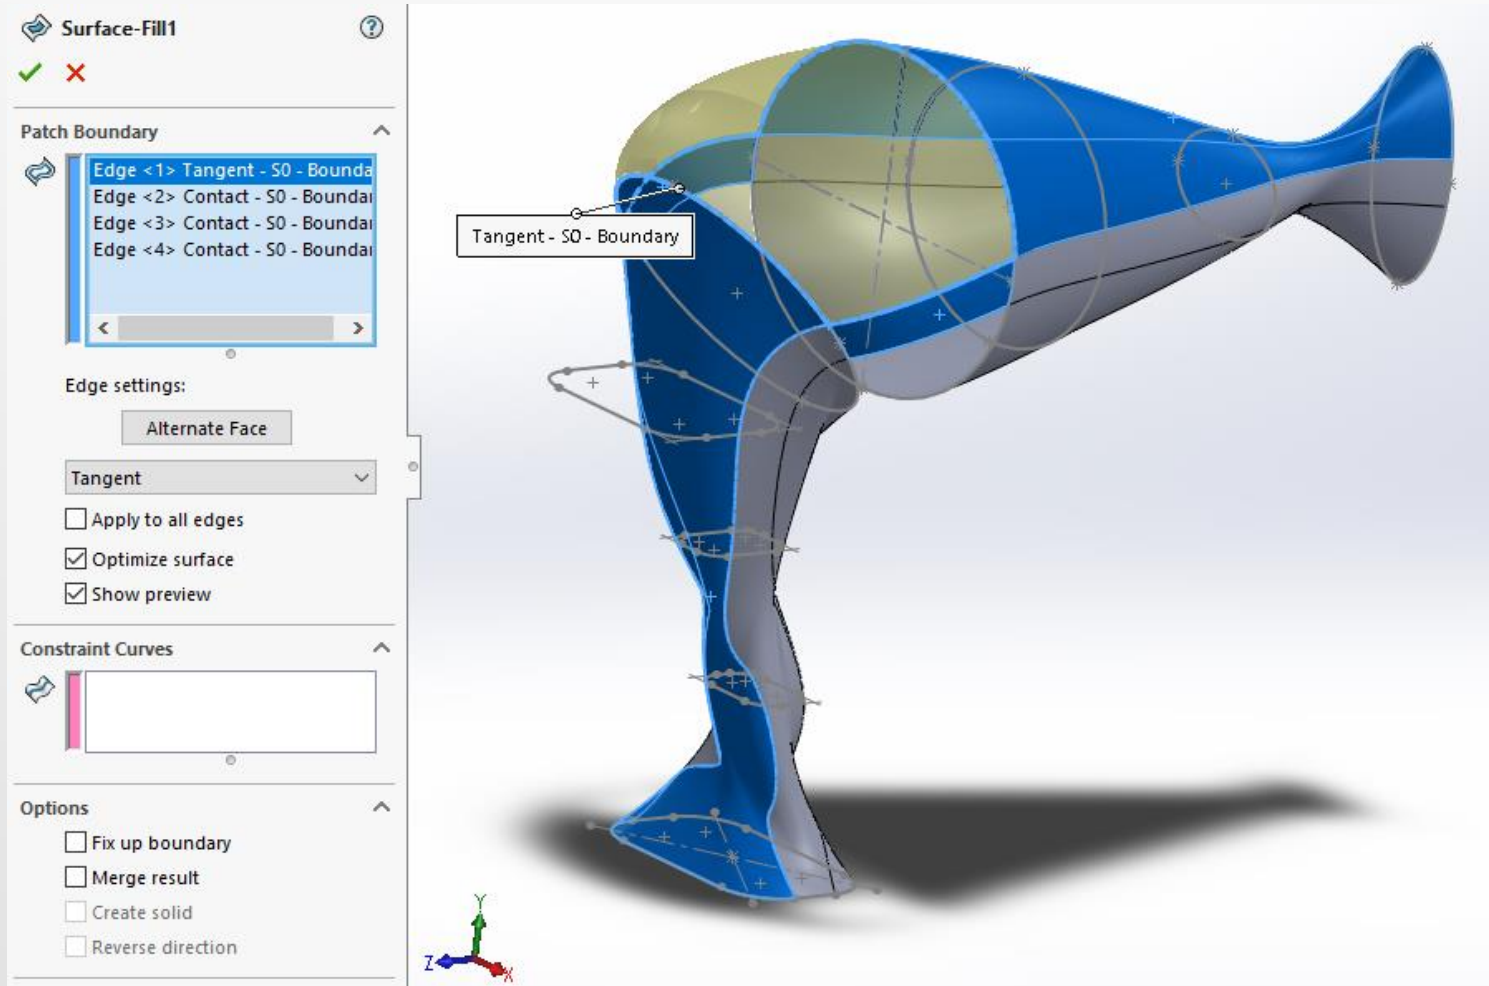 Surface-Fill1
Patch Boundary
Edge <1> Tangent - S0 - Bounda
Edge <2> Contact - S0 - Boundar
Edge <3> Contact - S0 - Boundar
Edge <4> Contact - S0 - Boundar
Edge settings:
Alternate Face
Tangent
Apply to all edges
Optimize surface
Show preview
Constraint Curves
Options
Fix up boundary
Merge result
Create solid
Reverse direction
Tangent - S0 - Boundary
Y
Z
X